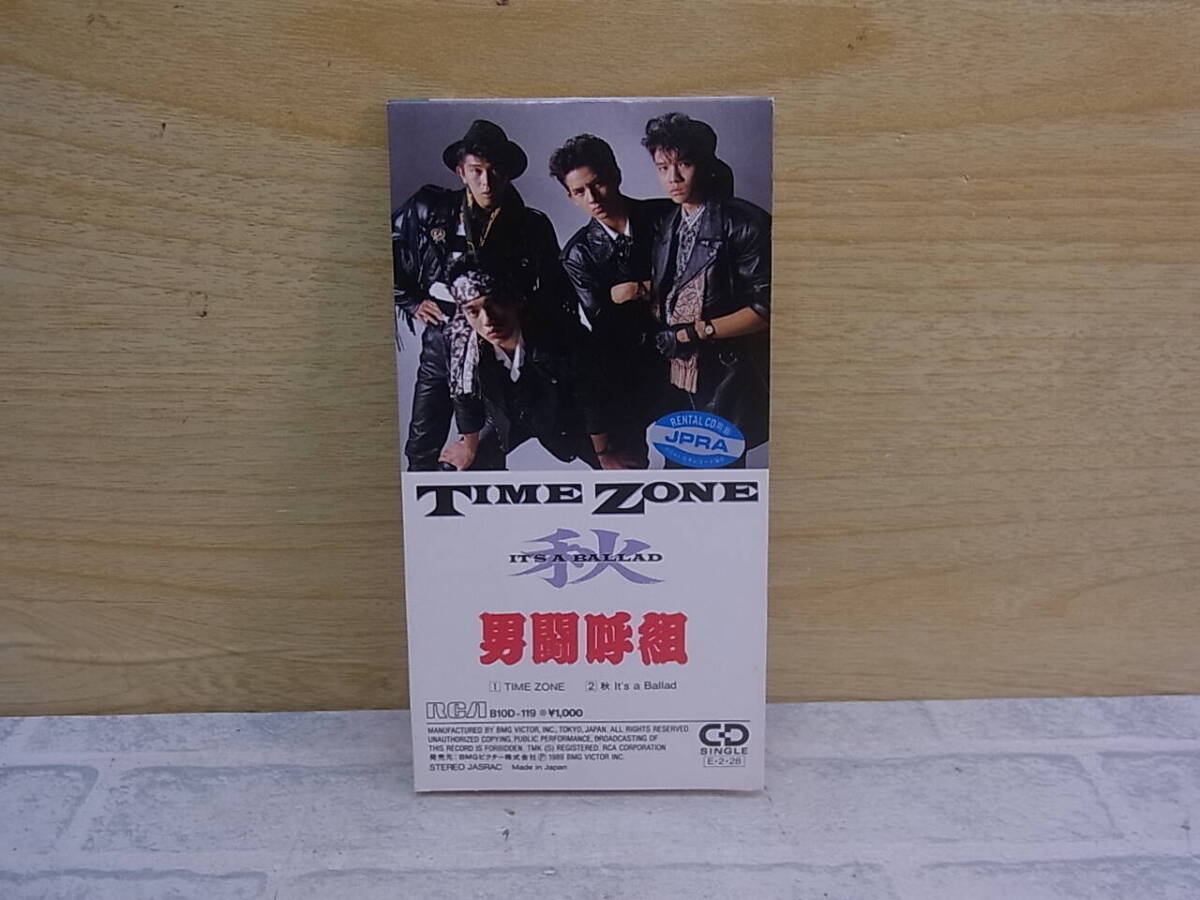 RENTAL CD
JPRA
TIME ZONE
秋
IT'S A BALLAD
男闘呼組
1 TIME ZONE 2 秋 It's a Ballad
RCA B10D-119 ¥1,000
MANUFACTURED BY BMG VICTOR, INC., TOKYO, JAPAN. ALL RIGHTS RESERVED.
UNAUTHORIZED COPYING, PUBLIC PERFORMANCE, BROADCASTING OF
THIS RECORD IS FORBIDDEN. TMK (S) REGISTERED. RCA CORPORATION
発売元:BMGビクター株式会社 Ⓟ 1989 BMG VICTOR INC.
STEREO JASRAC Made in Japan
CD
SINGLE
E・2・28